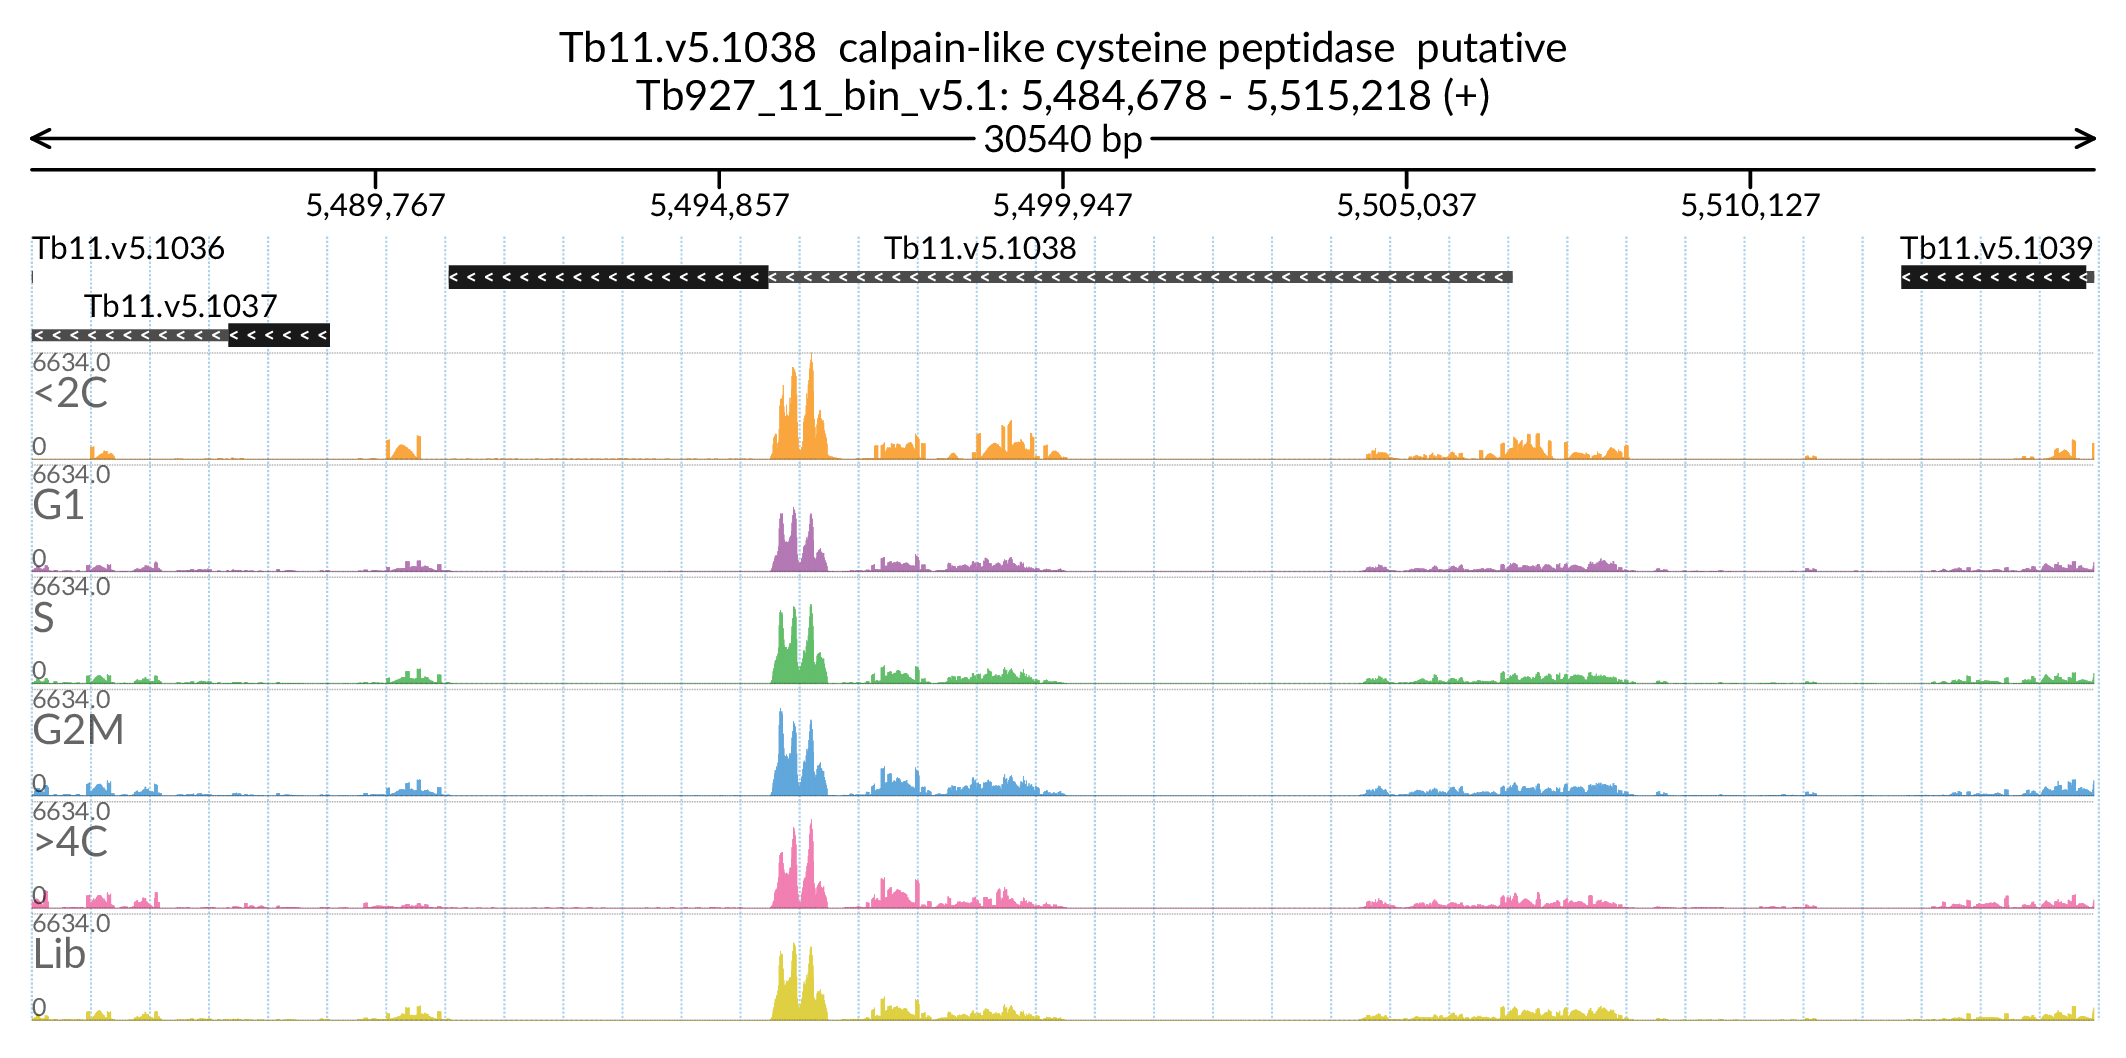 Tb11.v5.1038 calpain-like cysteine peptidase putative
Tb927_11_bin_v5.1: 5,484,678 - 5,515,218 (+)
30540 bp
5,489,767 5,494,857 5,499,947 5,505,037 5,510,127
Tb11.v5.1036 Tb11.v5.1038 Tb11.v5.1039
Tb11.v5.1037
6634.0
<2C
0
6634.0
G1
0
6634.0
S
0
6634.0
G2M
0
6634.0
>4C
0
6634.0
Lib
0